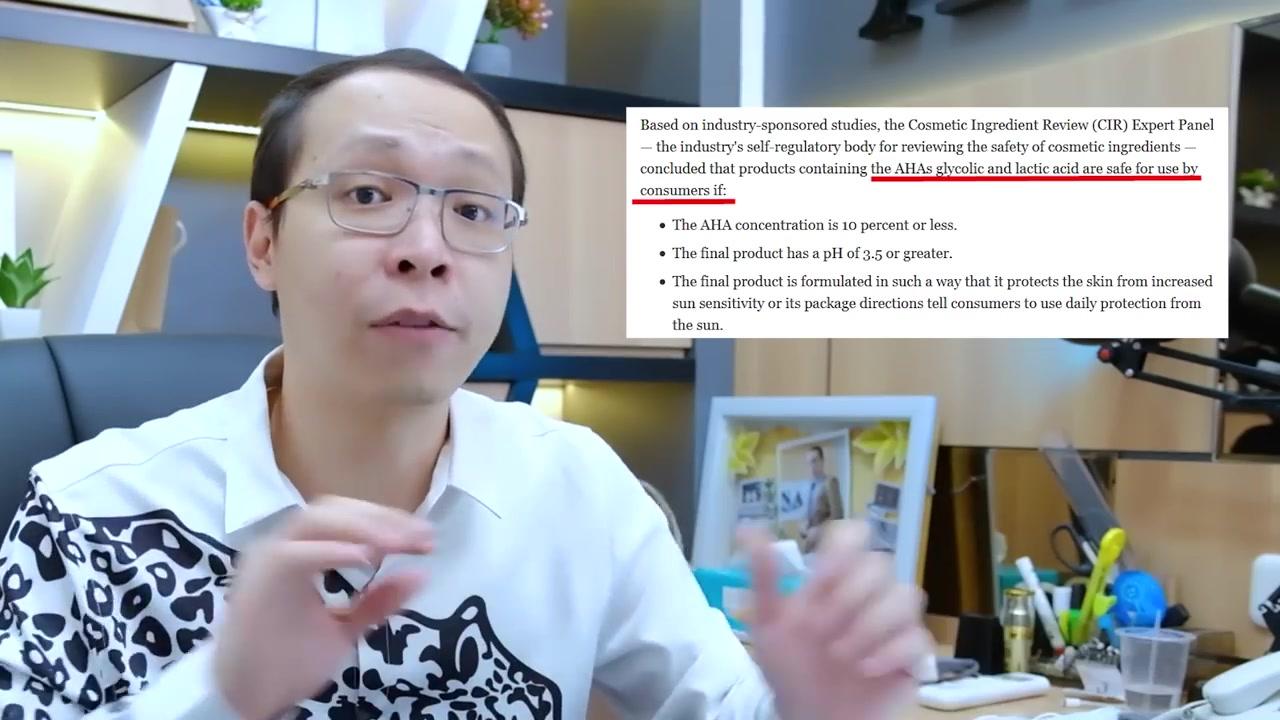 Based on industry-sponsored studies, the Cosmetic Ingredient Review (CIR) Expert Panel
— the industry's self-regulatory body for reviewing the safety of cosmetic ingredients —
concluded that products containing the AHAs glycolic and lactic acid are safe for use by
consumers if:
• The AHA concentration is 10 percent or less.
• The final product has a pH of 3.5 or greater.
• The final product is formulated in such a way that it protects the skin from increased
sun sensitivity or its package directions tell consumers to use daily protection from
the sun.